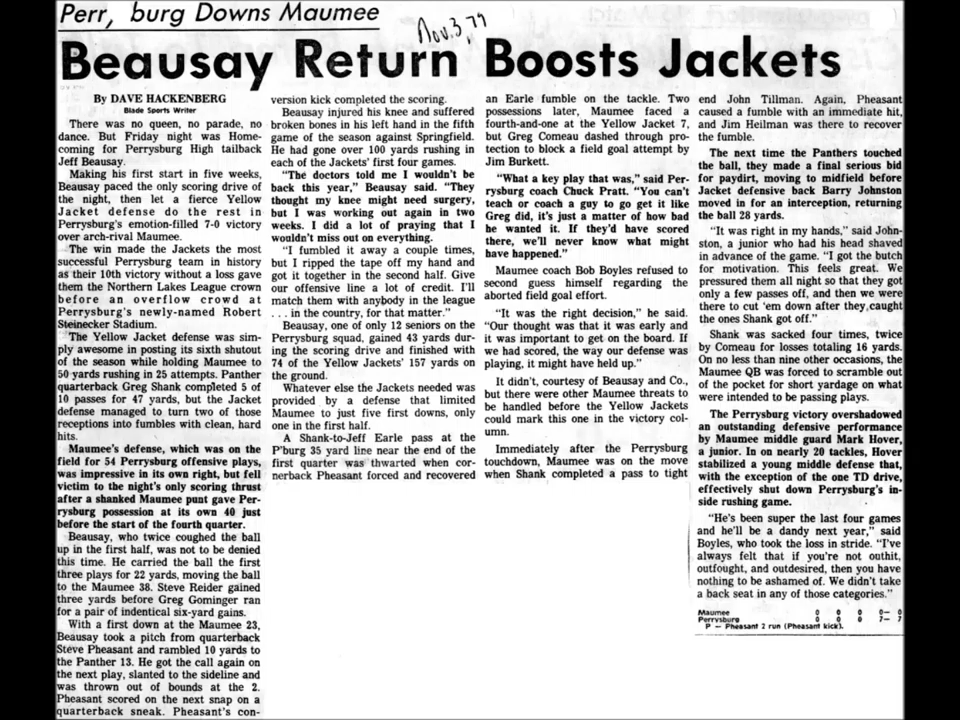 Perr, burg Downs Maumee
Nov. 3, 79
Beausay Return Boosts Jackets
By DAVE HACKENBERG
Blade Sports Writer
There was no queen, no parade, no
dance. But Friday night was Home-
coming for Perrysburg High tailback
Jeff Beausay.
Making his first start in five weeks,
Beausay paced the only scoring drive of
the night, then let a fierce Yellow
Jacket defense do the rest in
Perrysburg's emotion-filled 7-0 victory
over arch-rival Maumee.
The win made the Jackets the most
successful Perrysburg team in history
as their 10th victory without a loss gave
them the Northern Lakes League crown
before an overflow crowd at
Perrysburg's newly-named Robert
Steinecker Stadium.
The Yellow Jacket defense was sim-
ply awesome in posting its sixth shutout
of the season while holding Maumee to
50 yards rushing in 25 attempts. Panther
quarterback Greg Shank completed 5 of
10 passes for 47 yards, but the Jacket
defense managed to turn two of those
receptions into fumbles with clean, hard
hits.
Maumee's defense, which was on the
field for 54 Perrysburg offensive plays,
was impressive in its own right, but fell
victim to the night's only scoring thrust
after a shanked Maumee punt gave Per-
rysburg possession at its own 40 just
before the start of the fourth quarter.
Beausay, who twice coughed the ball
up in the first half, was not to be denied
this time. He carried the ball the first
three plays for 22 yards, moving the ball
to the Maumee 38. Steve Reider gained
three yards before Greg Gominger ran
for a pair of indentical six-yard gains.
With a first down at the Maumee 23,
Beausay took a pitch from quarterback
Steve Pheasant and rambled 10 yards to
the Panther 13. He got the call again on
the next play, slanted to the sideline and
was thrown out of bounds at the 2.
Pheasant scored on the next snap on a
quarterback sneak. Pheasant's con-
version kick completed the scoring.
Beausay injured his knee and suffered
broken bones in his left hand in the fifth
game of the season against Springfield.
He had gone over 100 yards rushing in
each of the Jackets' first four games.
"The doctors told me I wouldn't be
back this year," Beausay said. "They
thought my knee might need surgery,
but I was working out again in two
weeks. I did a lot of praying that I
wouldn't miss out on everything.
"I fumbled it away a couple times,
but I ripped the tape off my hand and
got it together in the second half. Give
our offensive line a lot of credit. I'll
match them with anybody in the league
. . . in the country, for that matter."
Beausay, one of only 12 seniors on the
Perrysburg squad, gained 43 yards dur-
ing the scoring drive and finished with
74 of the Yellow Jackets' 157 yards on
the ground.
Whatever else the Jackets needed was
provided by a defense that limited
Maumee to just five first downs, only
one in the first half.
A Shank-to-Jeff Earle pass at the
P'burg 35 yard line near the end of the
first quarter was thwarted when cor-
nerback Pheasant forced and recovered
an Earle fumble on the tackle. Two
possessions later, Maumee faced a
fourth-and-one at the Yellow Jacket 7,
but Greg Comeau dashed through pro-
tection to block a field goal attempt by
Jim Burkett.
"What a key play that was," said Per-
rysburg coach Chuck Pratt. "You can't
teach or coach a guy to go get it like
Greg did, it's just a matter of how bad
he wanted it. If they'd have scored
there, we'll never know what might
have happened."
Maumee coach Bob Boyles refused to
second guess himself regarding the
aborted field goal effort.
"It was the right decision," he said.
"Our thought was that it was early and
it was important to get on the board. If
we had scored, the way our defense was
playing, it might have held up."
It didn't, courtesy of Beausay and Co.,
but there were other Maumee threats to
be handled before the Yellow Jackets
could mark this one in the victory col-
umn.
Immediately after the Perrysburg
touchdown, Maumee was on the move
when Shank completed a pass to tight
end John Tillman. Again, Pheasant
caused a fumble with an immediate hit,
and Jim Heilman was there to recover
the fumble.
The next time the Panthers touched
the ball, they made a final serious bid
for paydirt, moving to midfield before
Jacket defensive back Barry Johnston
moved in for an interception, returning
the ball 28 yards.
"It was right in my hands," said John-
ston, a junior who had his head shaved
in advance of the game. "I got the butch
for motivation. This feels great. We
pressured them all night so that they got
only a few passes off, and then we were
there to cut 'em down after they caught
the ones Shank got off."
Shank was sacked four times, twice
by Comeau for losses totaling 16 yards.
On no less than nine other occasions, the
Maumee QB was forced to scramble out
of the pocket for short yardage on what
were intended to be passing plays.
The Perrysburg victory overshadowed
an outstanding defensive performance
by Maumee middle guard Mark Hover,
a junior. In on nearly 20 tackles, Hover
stabilized a young middle defense that,
with the exception of the one TD drive,
effectively shut down Perrysburg's in-
side rushing game.
"He's been super the last four games
and he'll be a dandy next year," said
Boyles, who took the loss in stride. "I've
always felt that if you're not outhit,
outfought, and outdesired, then you have
nothing to be ashamed of. We didn't take
a back seat in any of those categories."
Maumee 0 0 0 0— 0
Perrysburg 0 0 0 7— 7
P — Pheasant 2 run (Pheasant kick).